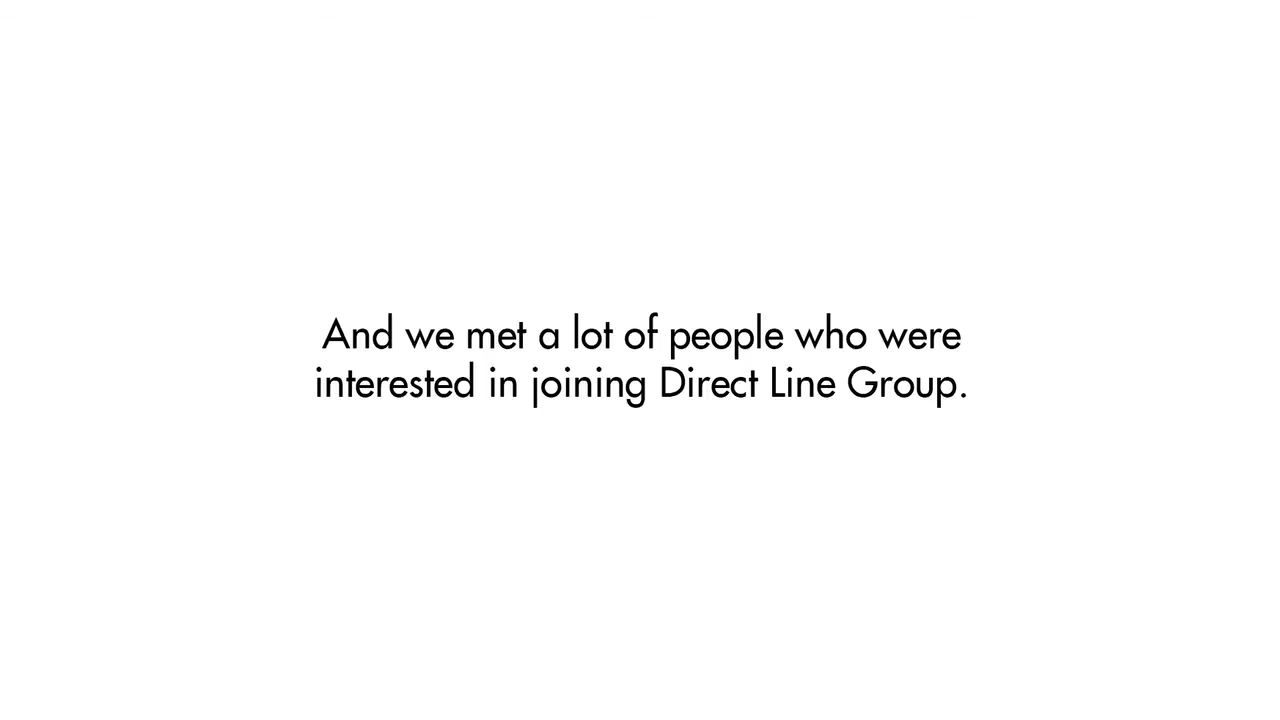 And we met a lot of people who were
interested in joining Direct Line Group.